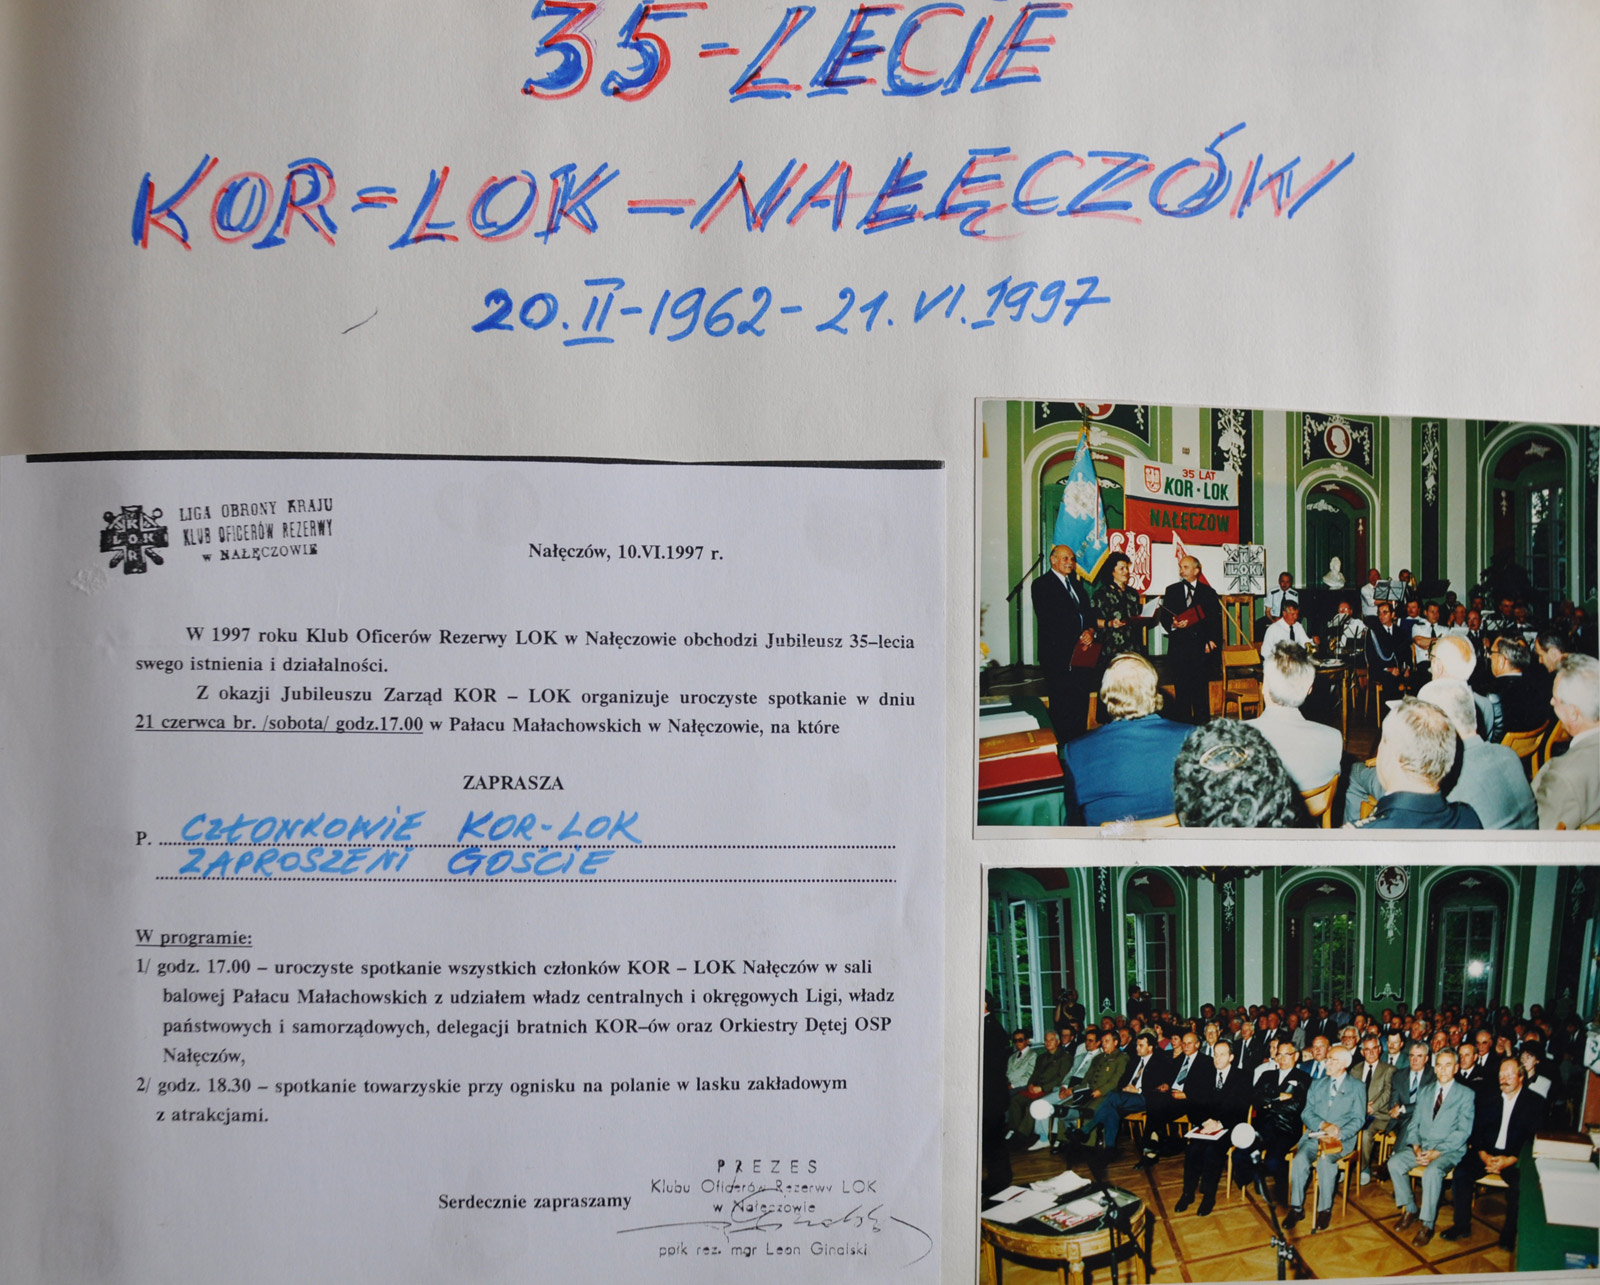 35-LECIE
KOR=LOK-NAŁĘCZÓW
20.II-1962-21.VI.1997
LIGA OBRONY KRAJU
KLUB OFICERÓW REZERWY
w NAŁĘCZOWIE
K
LOK
R
Nałęczów, 10.VI.1997 r.
W 1997 roku Klub Oficerów Rezerwy LOK w Nałęczowie obchodzi Jubileusz 35–lecia
swego istnienia i działalności.
Z okazji Jubileuszu Zarząd KOR – LOK organizuje uroczyste spotkanie w dniu
21 czerwca br. /sobota/ godz.17.00 w Pałacu Małachowskich w Nałęczowie, na które
ZAPRASZA
P. CZŁONKOWIE KOR-LOK
ZAPROSZENI GOŚCIE
W programie:
1/ godz. 17.00 – uroczyste spotkanie wszystkich członków KOR – LOK Nałęczów w sali
balowej Pałacu Małachowskich z udziałem władz centralnych i okręgowych Ligi, władz
państwowych i samorządowych, delegacji bratnich KOR–ów oraz Orkiestry Dętej OSP
Nałęczów,
2/ godz. 18.30 – spotkanie towarzyskie przy ognisku na polanie w lasku zakładowym
z atrakcjami.
Serdecznie zapraszamy
PREZES
Klubu Oficerów Rezerwy LOK
w Nałęczowie
ppłk rez. mgr Leon Ginalski
35 LAT
KOR-LOK
NAŁĘCZÓW
LOK
K
LOK
R